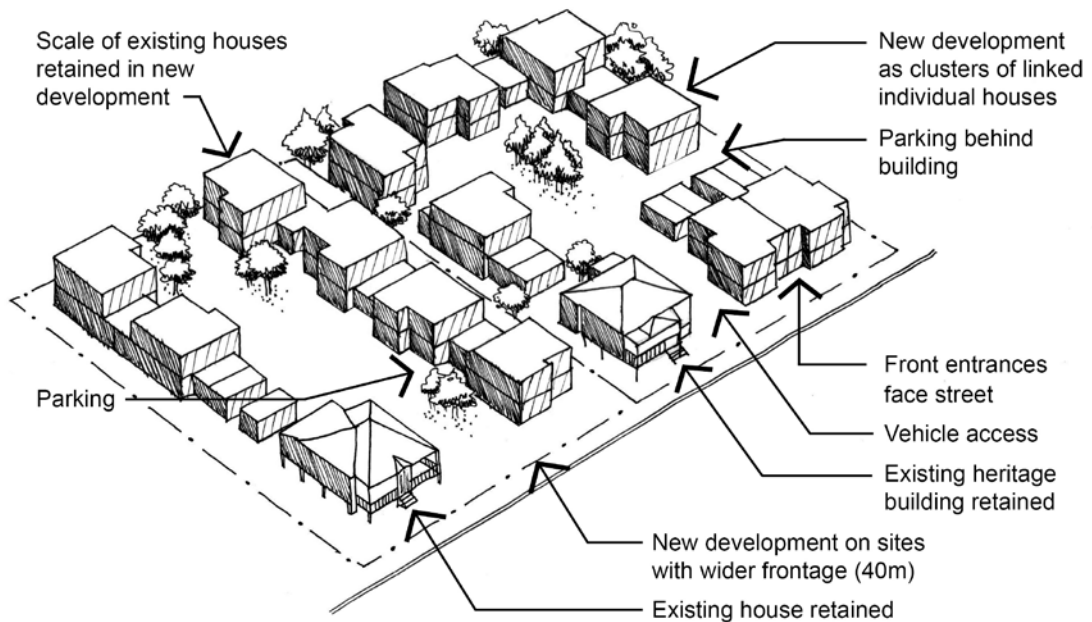 Scale of existing houses
retained in new
development
New development
as clusters of linked
individual houses
Parking behind
building
Parking
Front entrances
face street
Vehicle access
Existing heritage
building retained
New development on sites
with wider frontage (40m)
Existing house retained